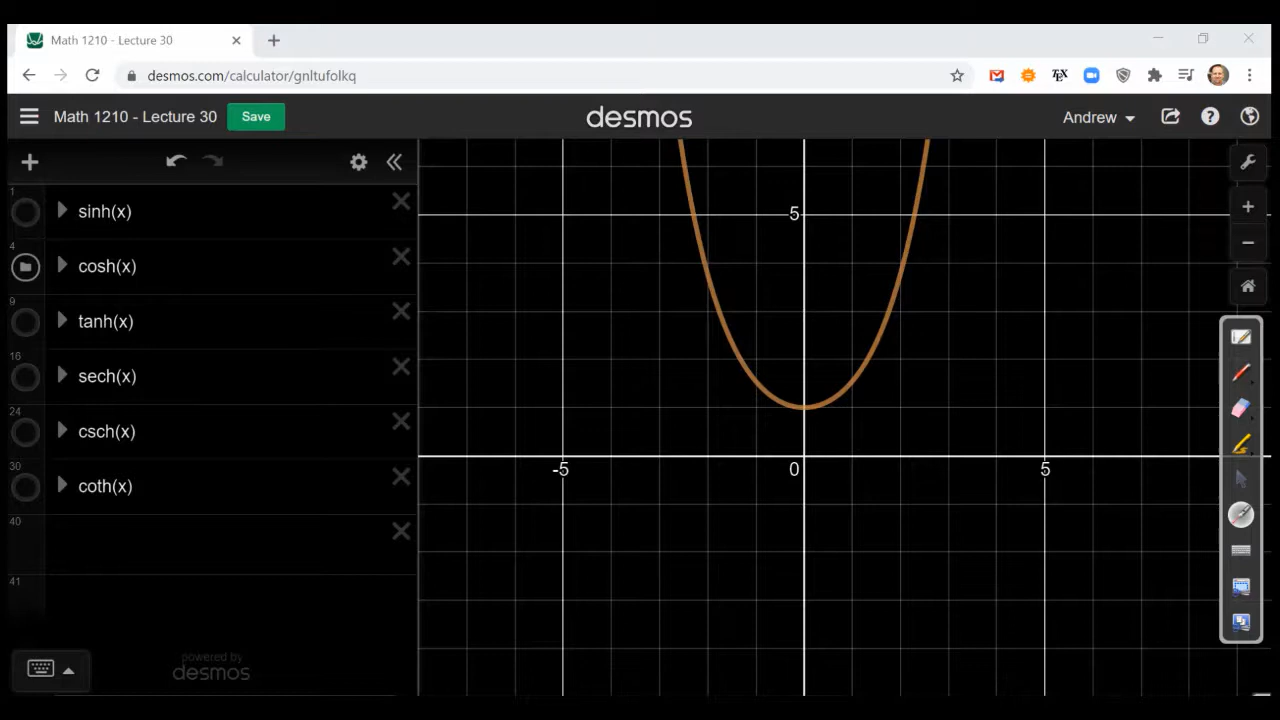 Math 1210 - Lecture 30
desmos.com/calculator/gnltufolkq
TEX
Math 1210 - Lecture 30
Save
desmos
Andrew
?
1
sinh(x)
4
cosh(x)
9
tanh(x)
16
sech(x)
24
csch(x)
30
coth(x)
40
41
powered by
desmos
5
-5
0
5